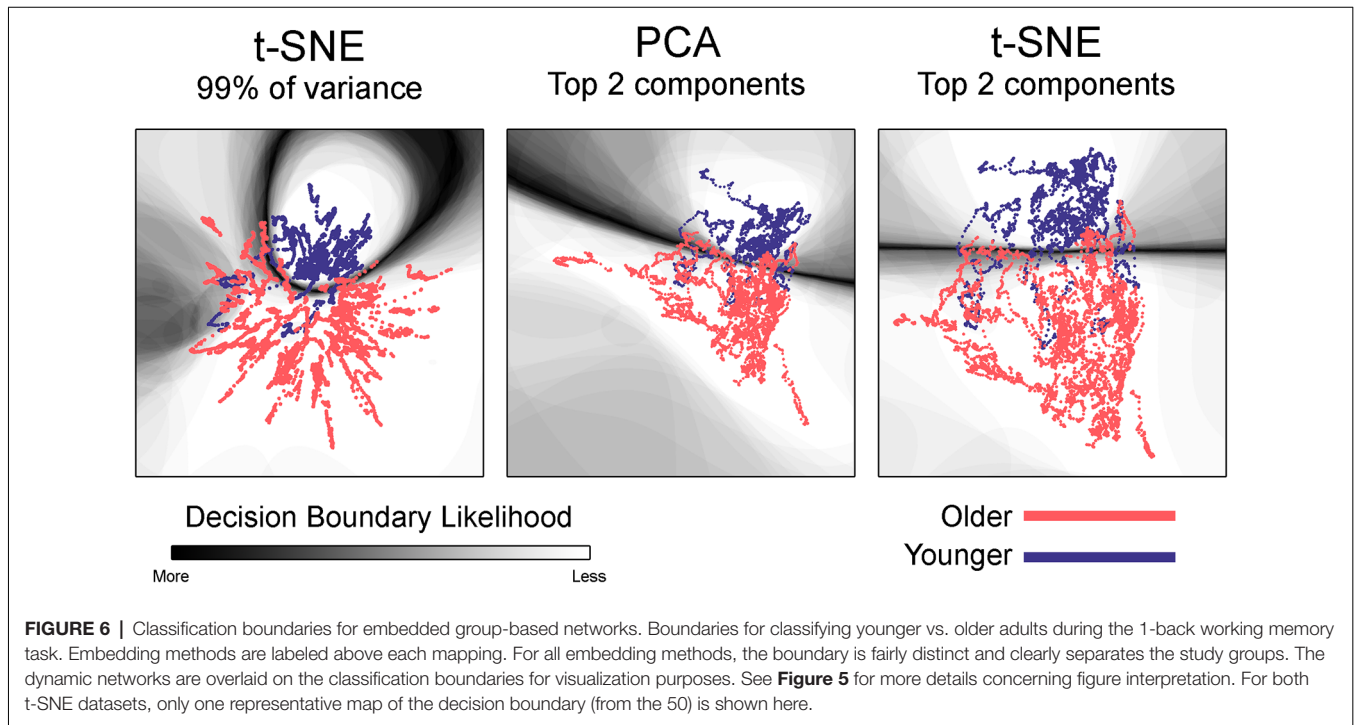 t-SNE
99% of variance
PCA
Top 2 components
t-SNE
Top 2 components
Decision Boundary Likelihood
More
Less
Older
Younger
FIGURE 6 | Classification boundaries for embedded group-based networks. Boundaries for classifying younger vs. older adults during the 1-back working memory
task. Embedding methods are labeled above each mapping. For all embedding methods, the boundary is fairly distinct and clearly separates the study groups. The
dynamic networks are overlaid on the classification boundaries for visualization purposes. See Figure 5 for more details concerning figure interpretation. For both
t-SNE datasets, only one representative map of the decision boundary (from the 50) is shown here.